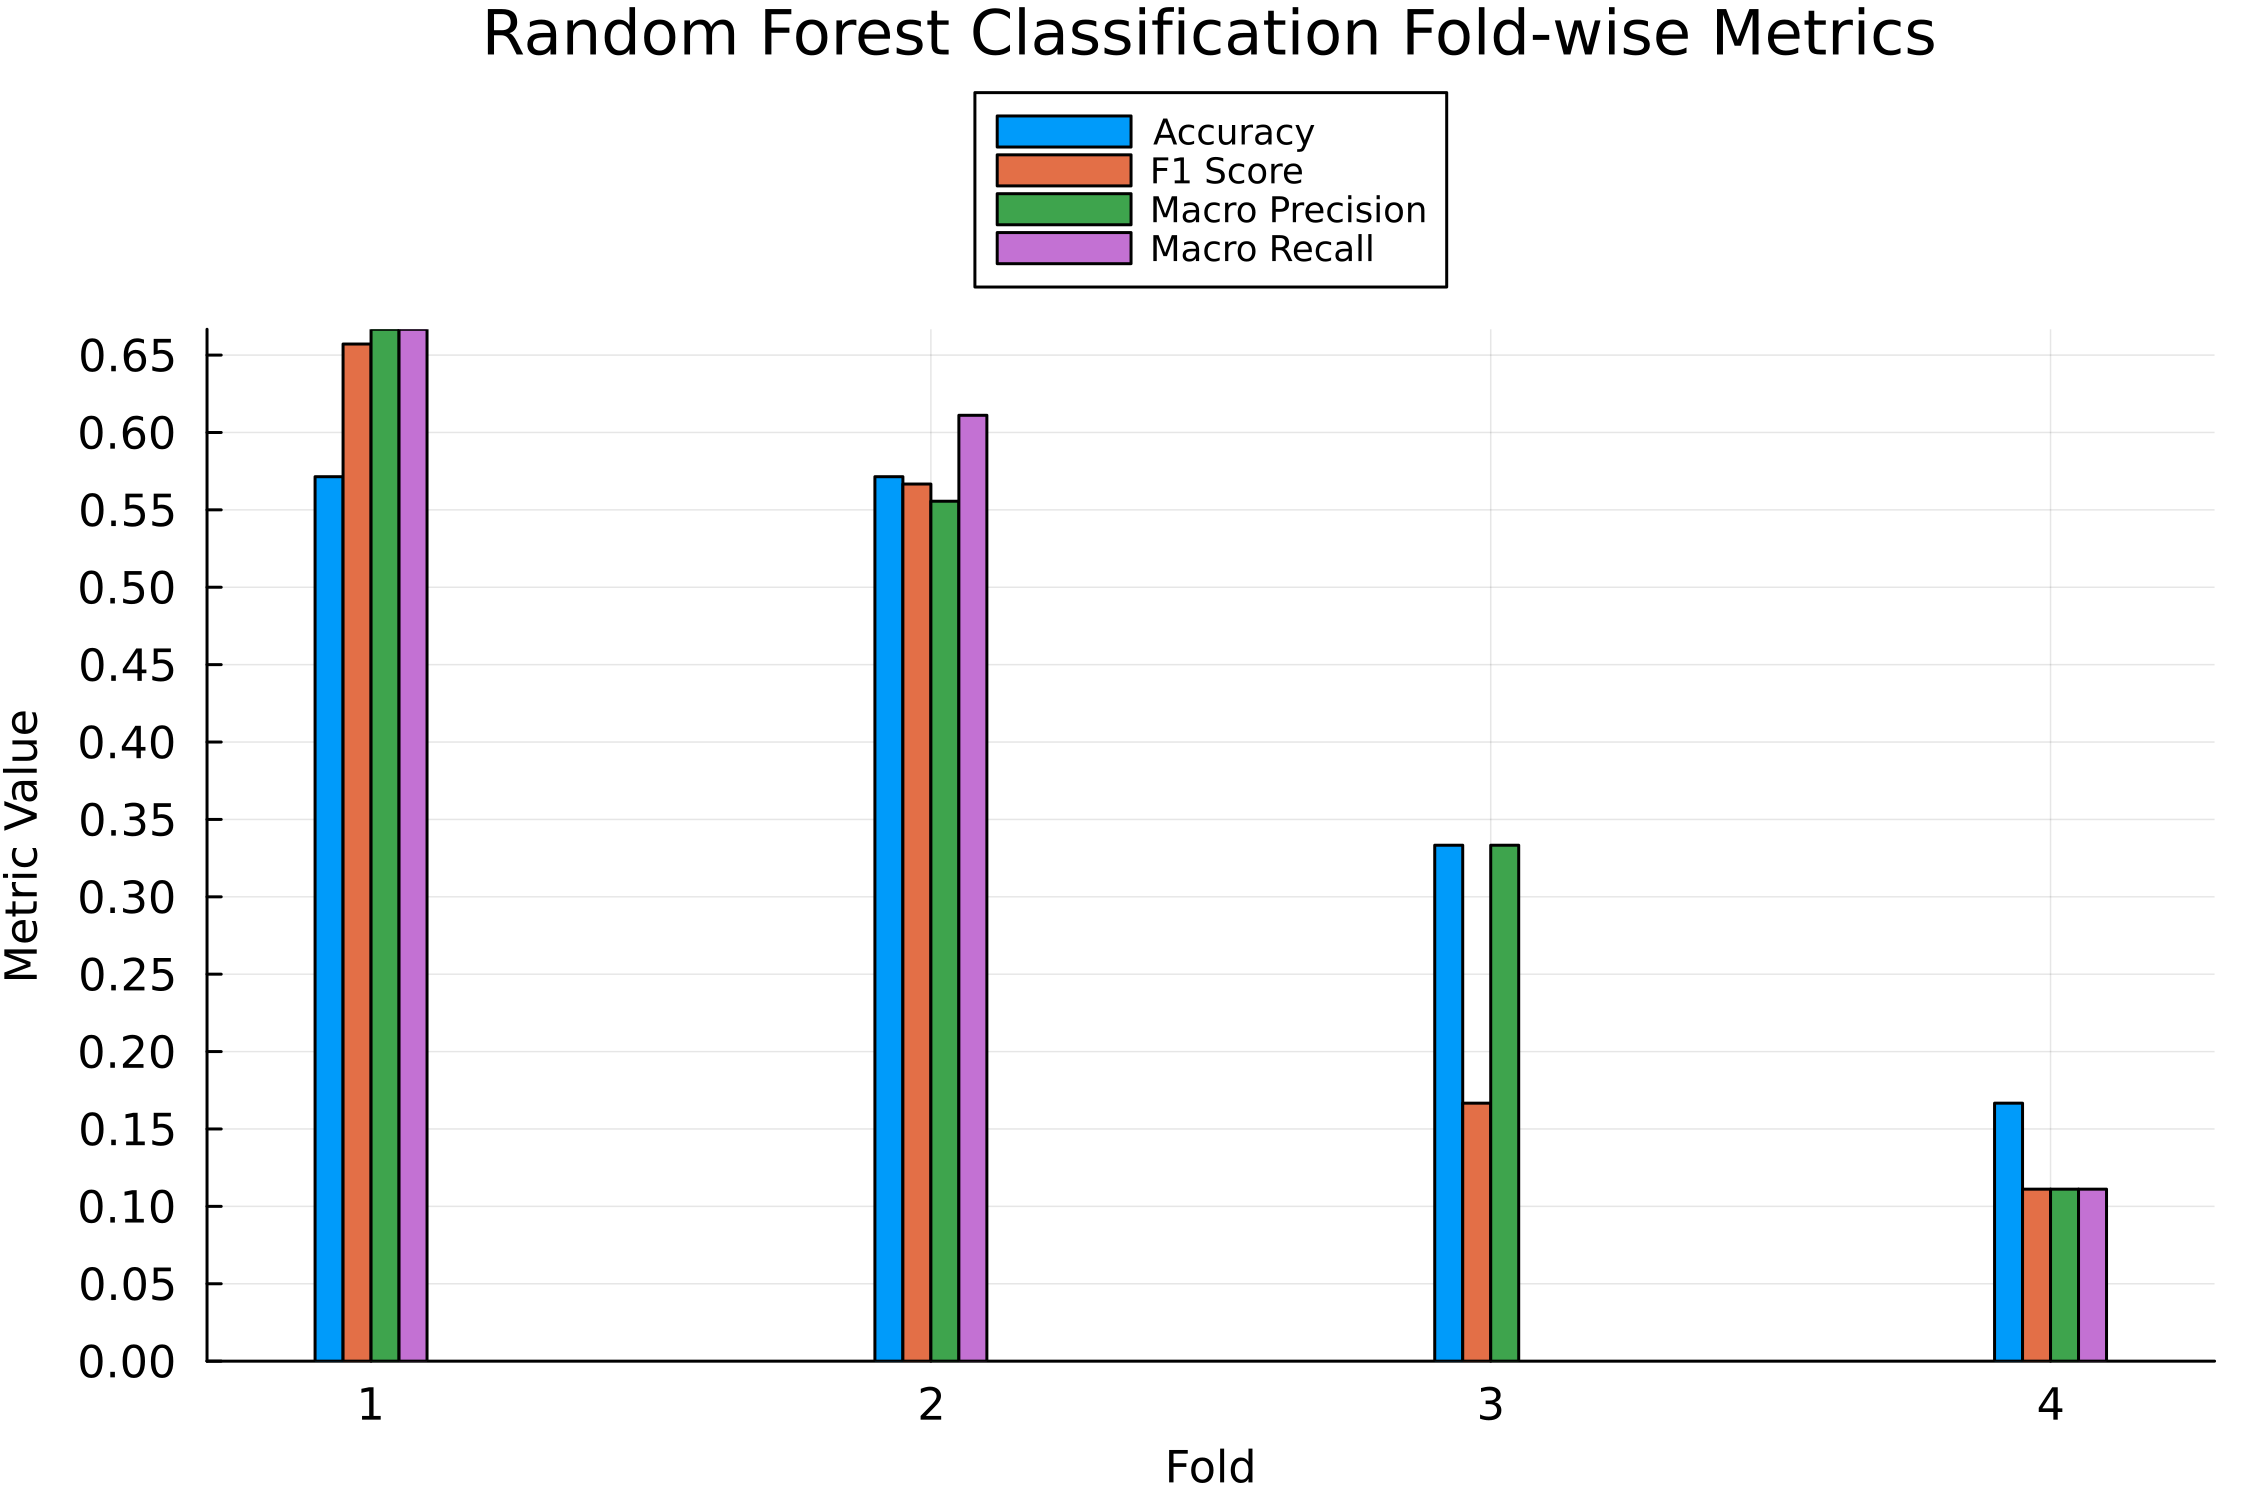 Random Forest Classification Fold-wise Metrics
Accuracy
F1 Score
Macro Precision
Macro Recall
0.65
0.60
0.55
0.50
0.45
0.40
0.35
0.30
0.25
0.20
0.15
0.10
0.05
0.00
Metric Value
1 2 3 4
Fold